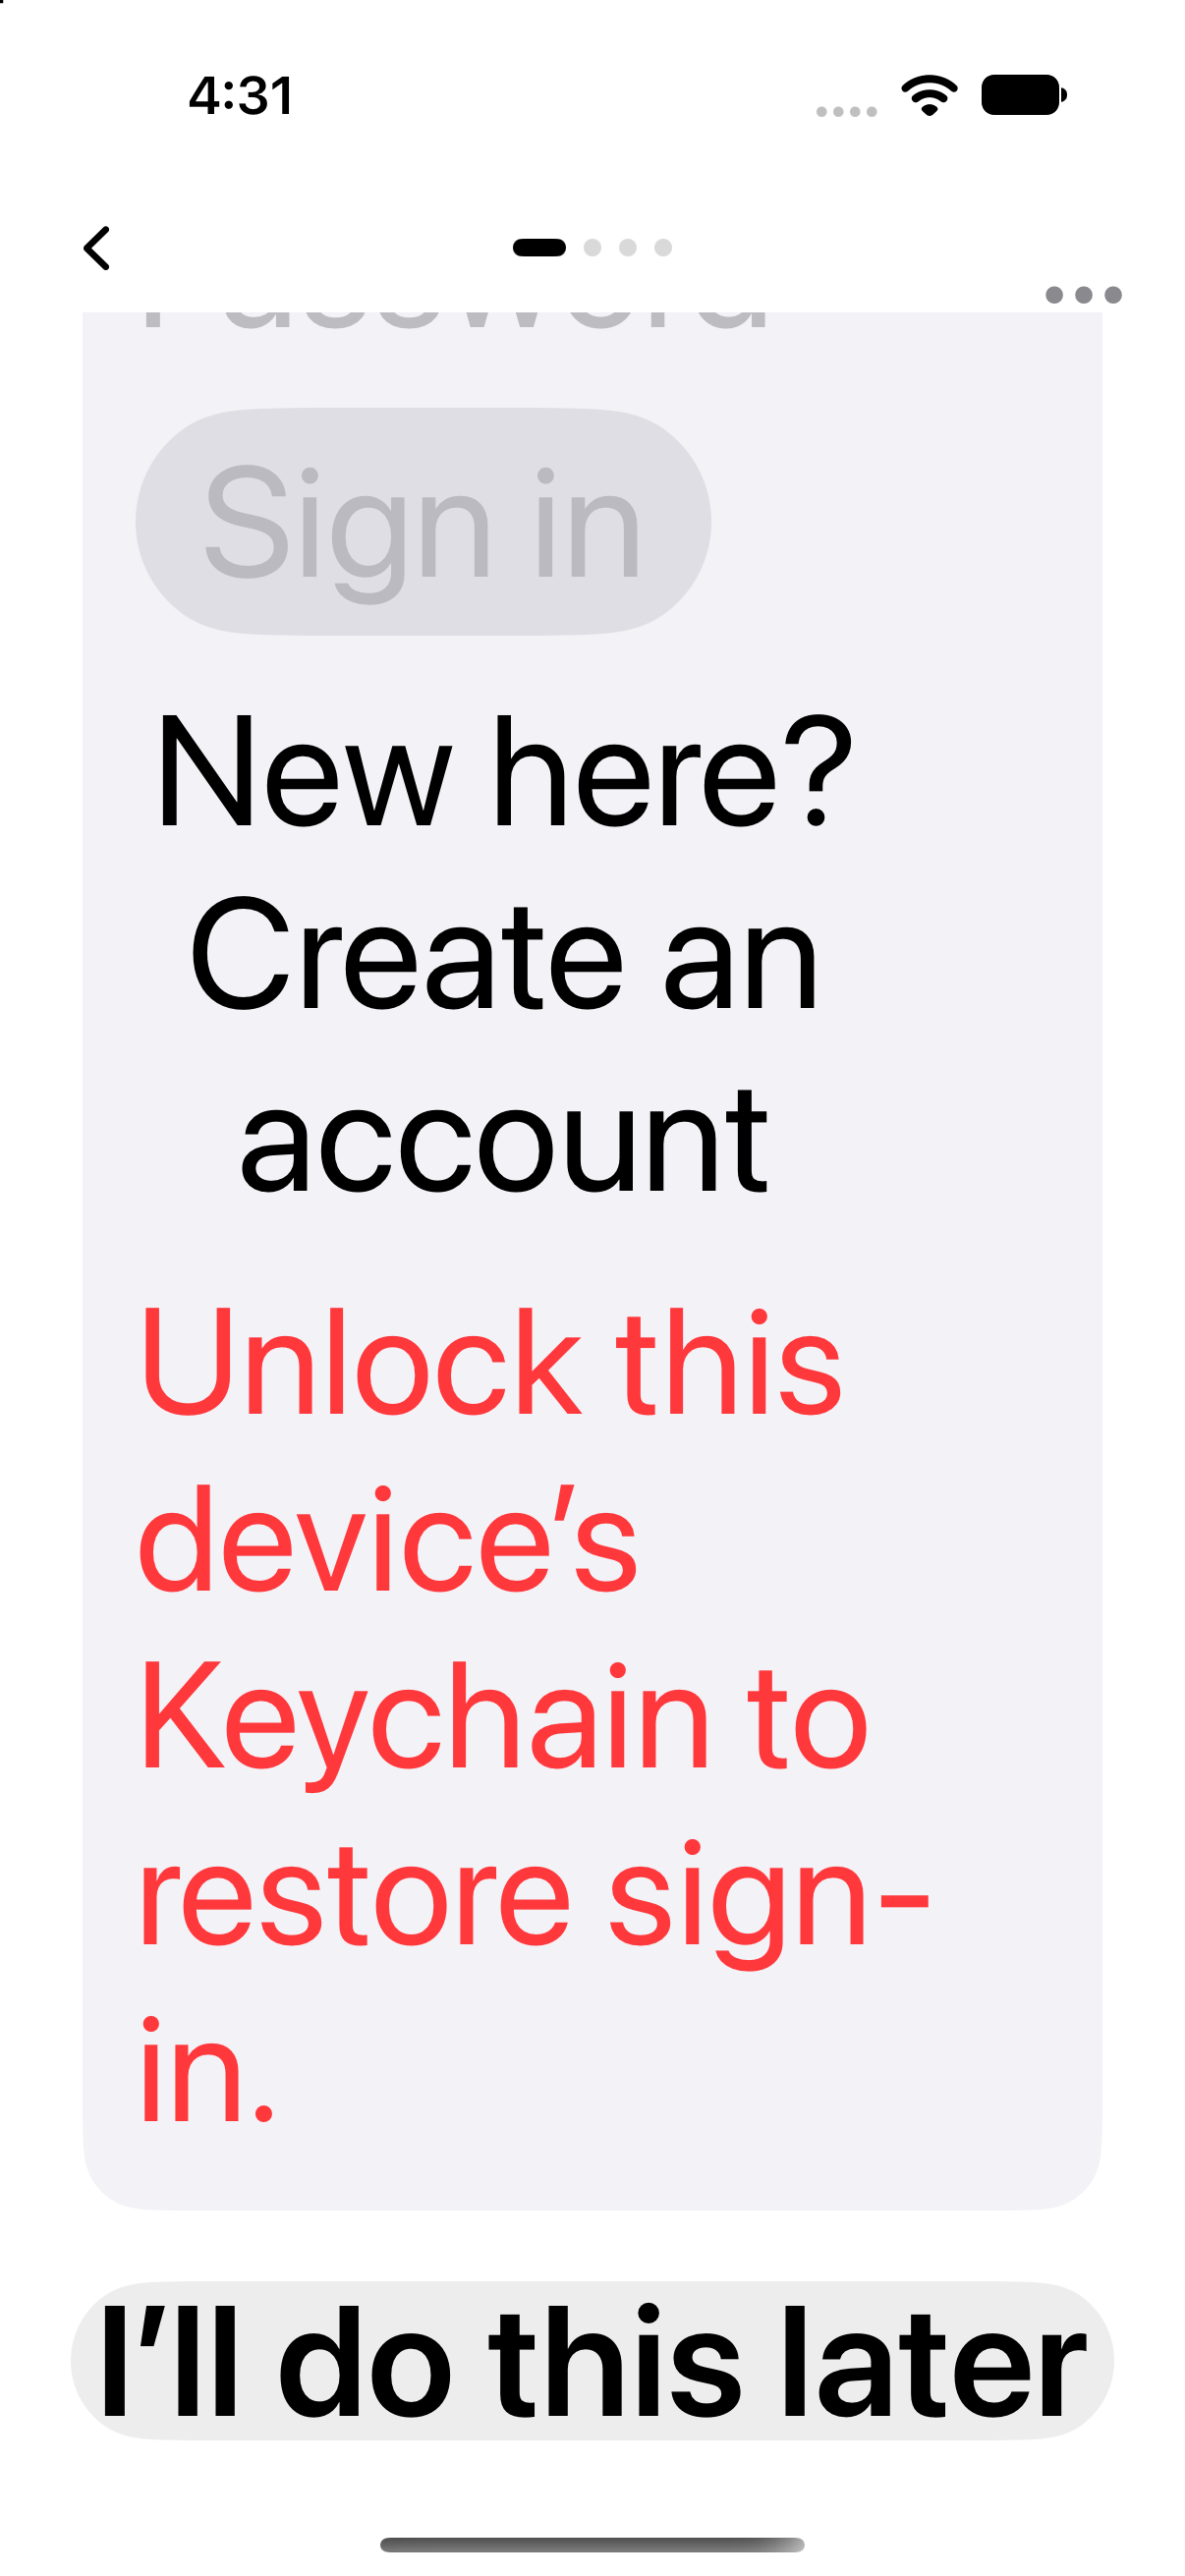 4:31
Password
Sign in
New here?
Create an
account
Unlock this
device’s
Keychain to
restore sign-
in.
I’ll do this later